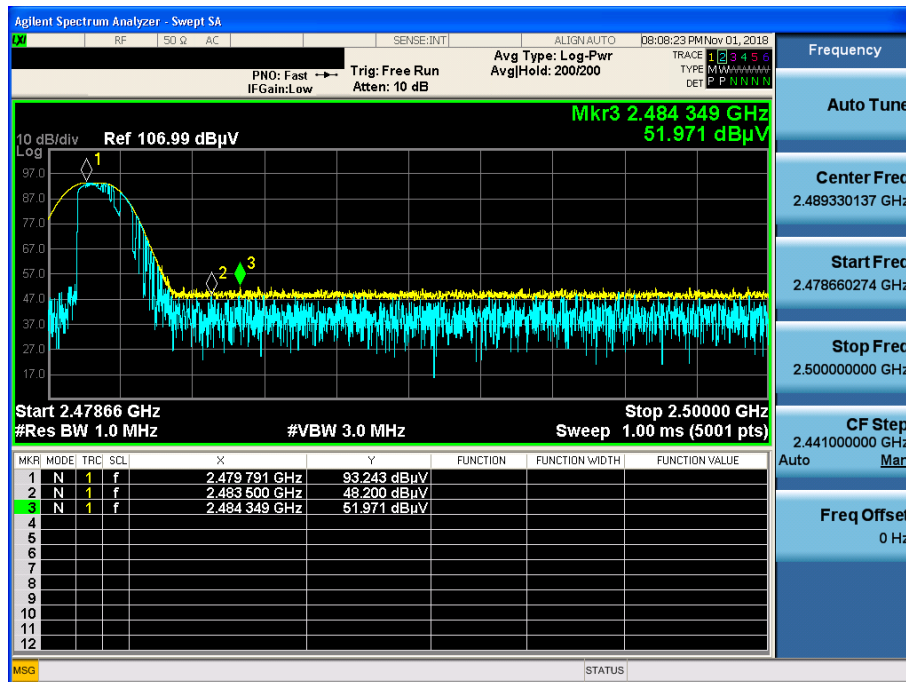 Agilent Spectrum Analyzer - Swept SA
LXI RF 50 Ω AC SENSE:INT ALIGN AUTO 08:08:23 PM Nov 01, 2018
PNO: Fast Trig: Free Run Avg Type: Log-Pwr TRACE 1 2 3 4 5 6
IFGain:Low Atten: 10 dB Avg|Hold: 200/200 TYPE M W
DET P P N N N N
Mkr3 2.484 349 GHz
51.971 dBµV
10 dB/div Ref 106.99 dBµV
Log
97.0
87.0
77.0
67.0
57.0
47.0
37.0
27.0
17.0
1
2
3
Start 2.47866 GHz Stop 2.50000 GHz
#Res BW 1.0 MHz #VBW 3.0 MHz Sweep 1.00 ms (5001 pts)
MKR MODE TRC SCL X Y FUNCTION FUNCTION WIDTH FUNCTION VALUE
1 N 1 f 2.479 791 GHz 93.243 dBµV
2 N 1 f 2.483 500 GHz 48.200 dBµV
3 N 1 f 2.484 349 GHz 51.971 dBµV
4
5
6
7
8
9
10
11
12
MSG STATUS
Frequency
Auto Tune
Center Freq
2.489330137 GHz
Start Freq
2.478660274 GHz
Stop Freq
2.500000000 GHz
CF Step
2.441000000 GHz
Auto Man
Freq Offset
0 Hz